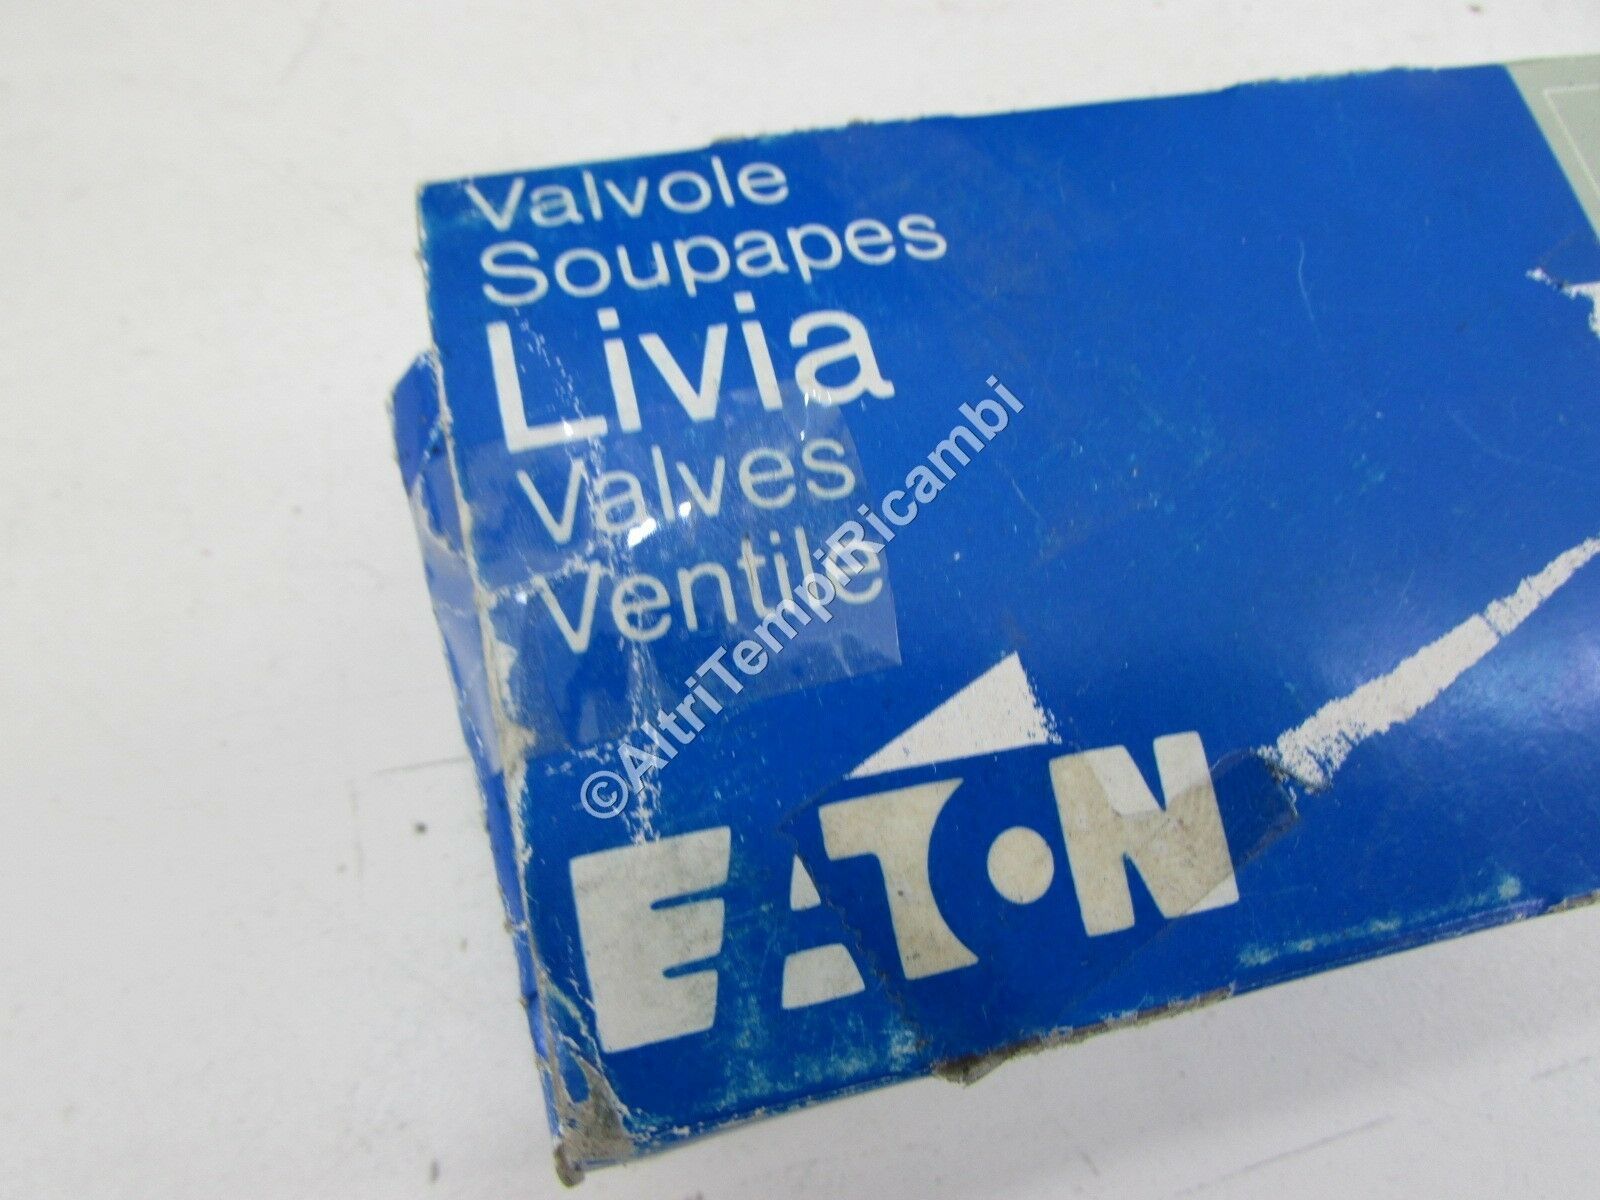 Valvole
Soupapes
Livia
Valves
Ventile
©AltriTempiRicambi
EATON